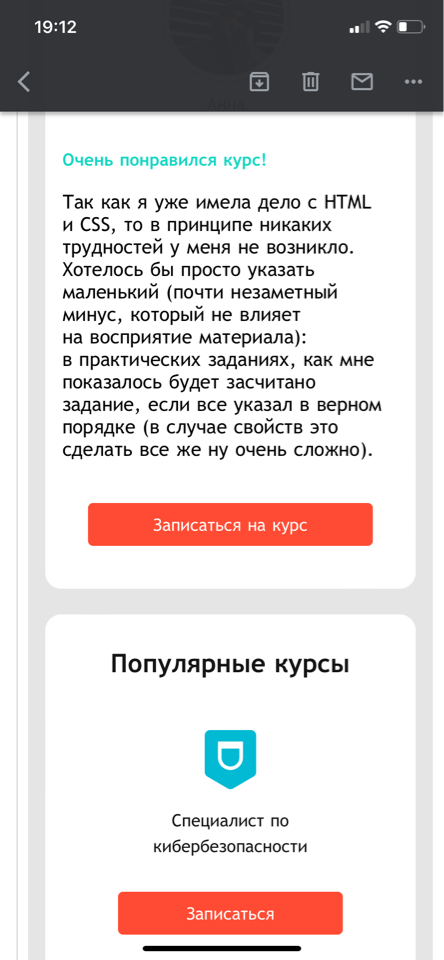 19:12
Очень понравился курс!
Так как я уже имела дело с HTML
и CSS, то в принципе никаких
трудностей у меня не возникло.
Хотелось бы просто указать
маленький (почти незаметный
минус, который не влияет
на восприятие материала):
в практических заданиях, как мне
показалось будет засчитано
задание, если все указал в верном
порядке (в случае свойств это
сделать все же ну очень сложно).
Записаться на курс
Популярные курсы
Специалист по
кибербезопасности
Записаться